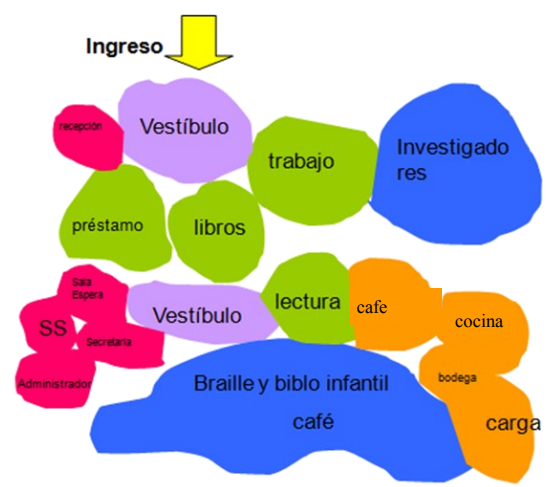 Ingreso
recepción
Vestíbulo
trabajo
Investigado
res
préstamo
libros
Sala
Espera
SS
Secretaria
Administrador
Vestíbulo
lectura
cafe
cocina
bodega
carga
Braille y biblo infantil
café